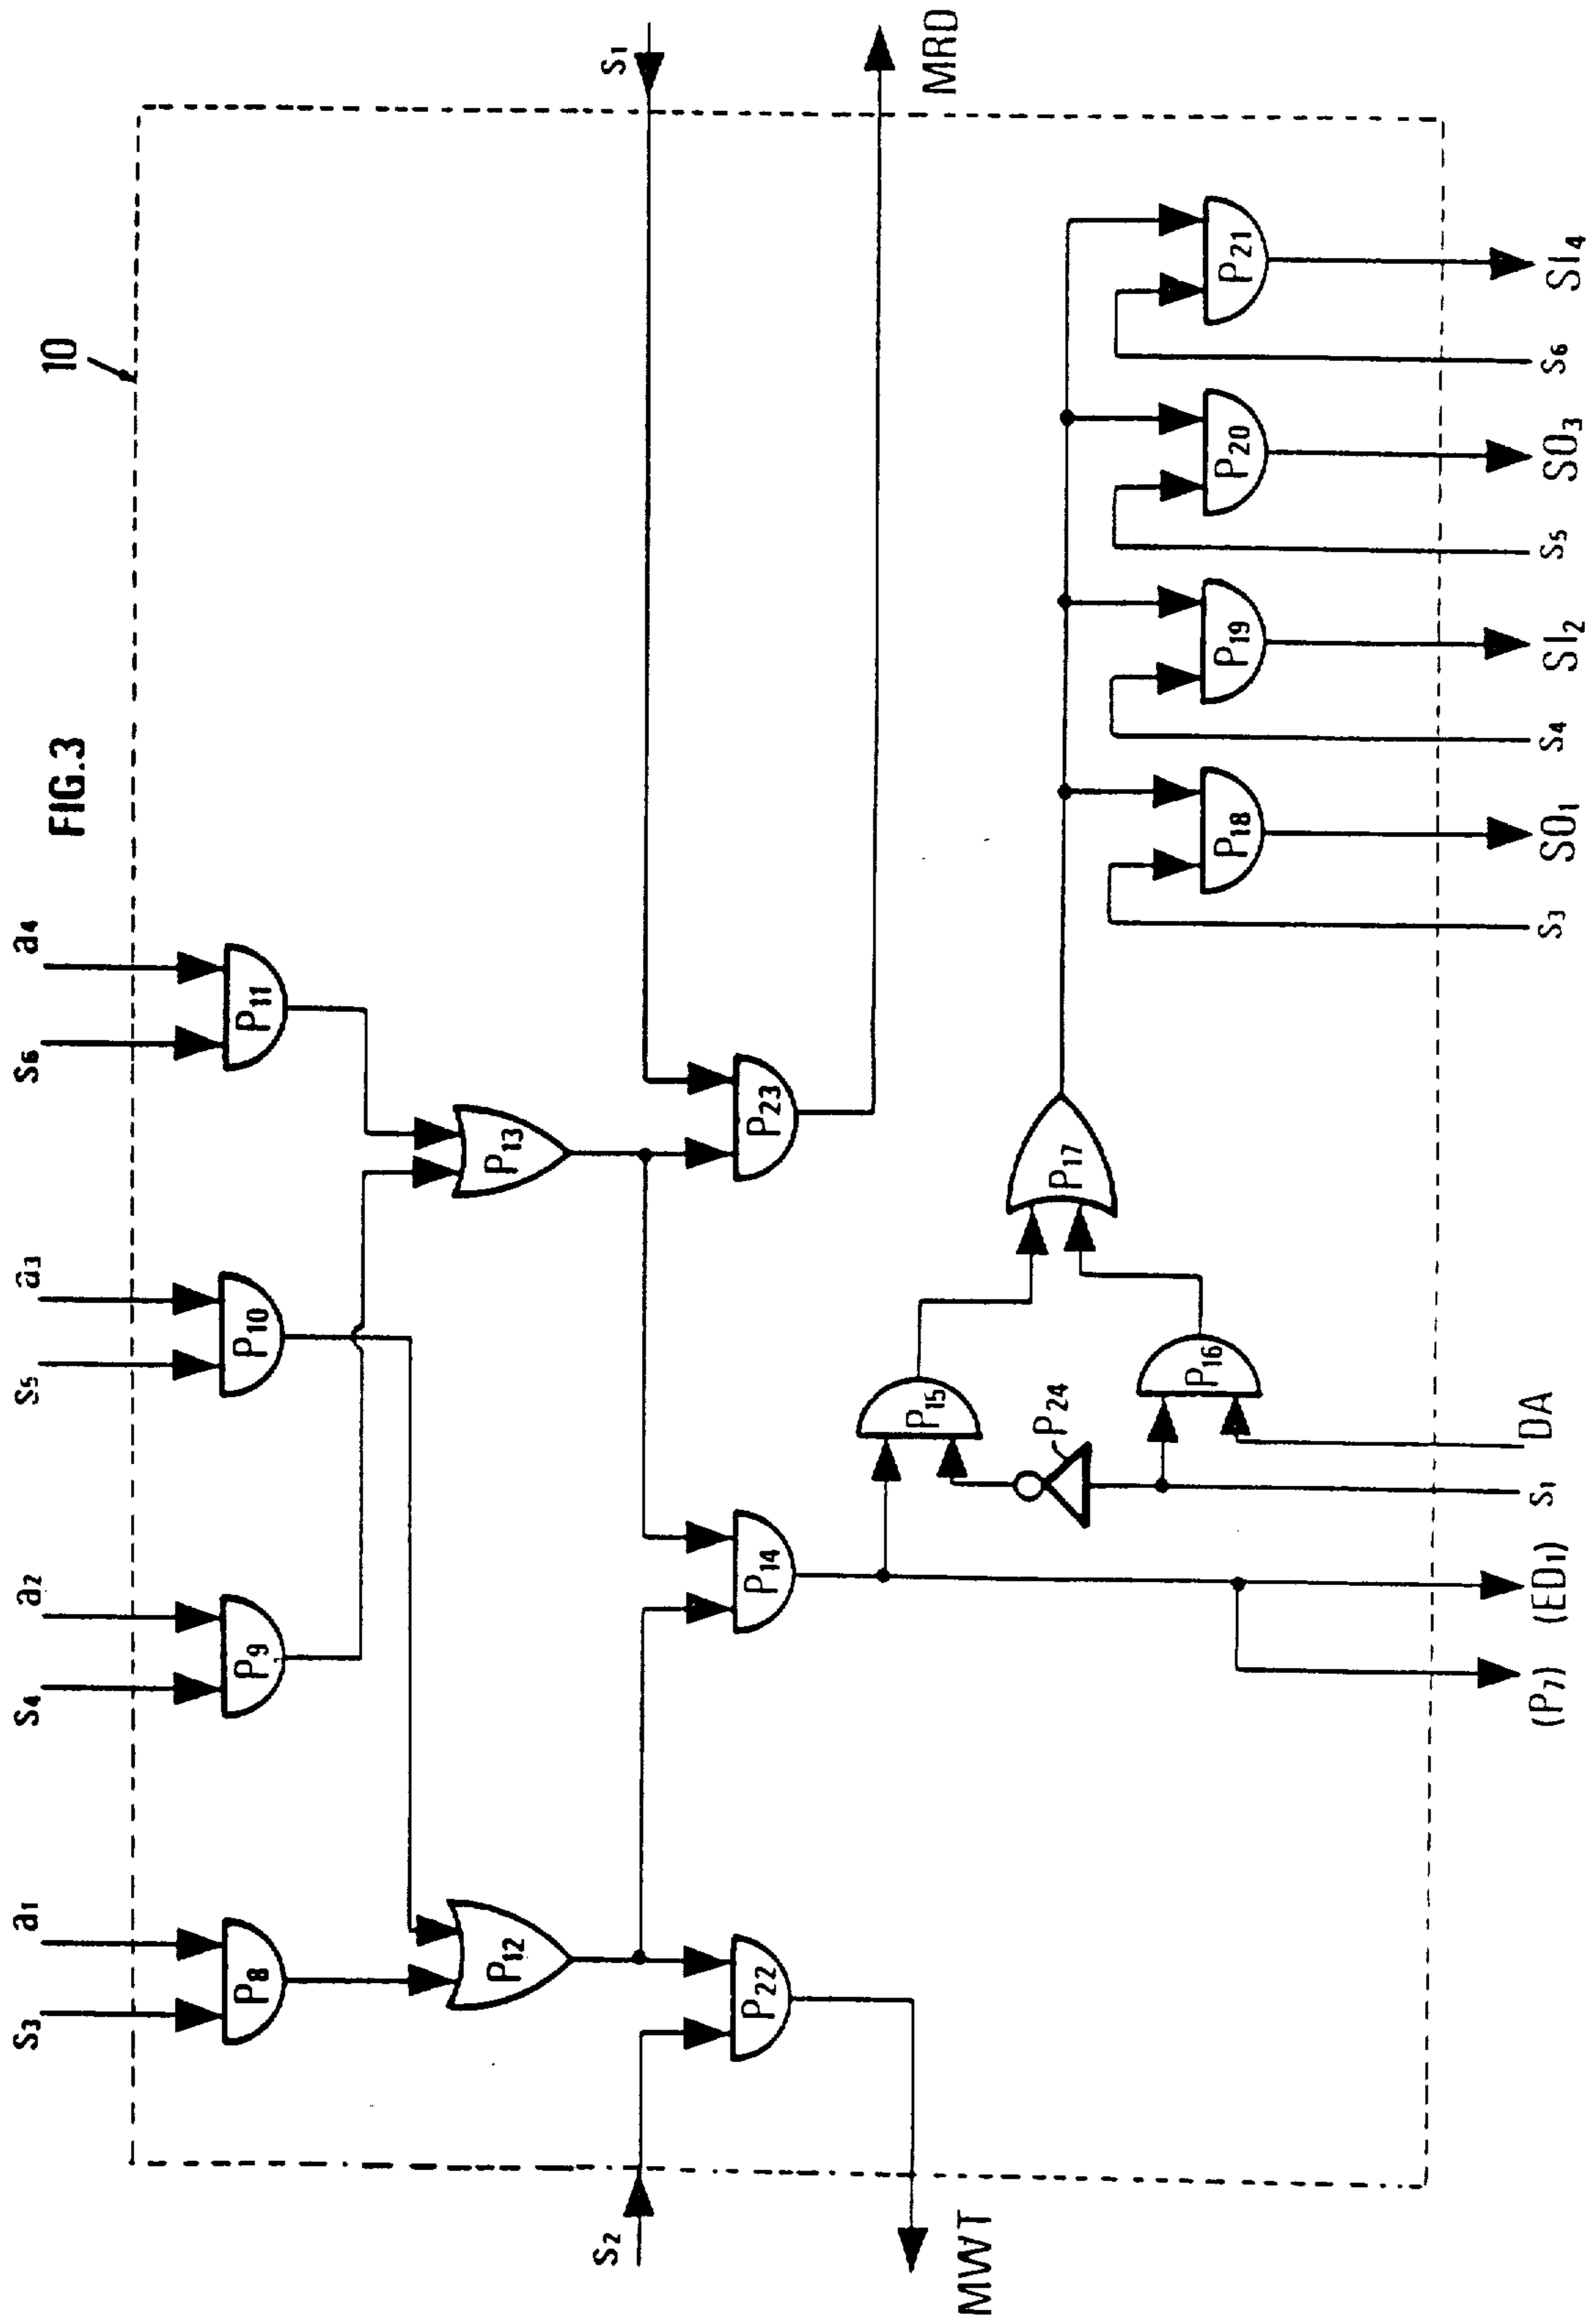 FIG.3
10
S3 a1 S4 a2 S5 a3 S6 a4
P8 P9 P10 P11
P12 P13
S2 S1
P22 P14 P23
MWT MRD
P15 P17
P24
P16
P18 P19 P20 P21
(P7) (ED1) S1 DA S3 SO1 S4 SI2 S5 SO3 S6 SI4